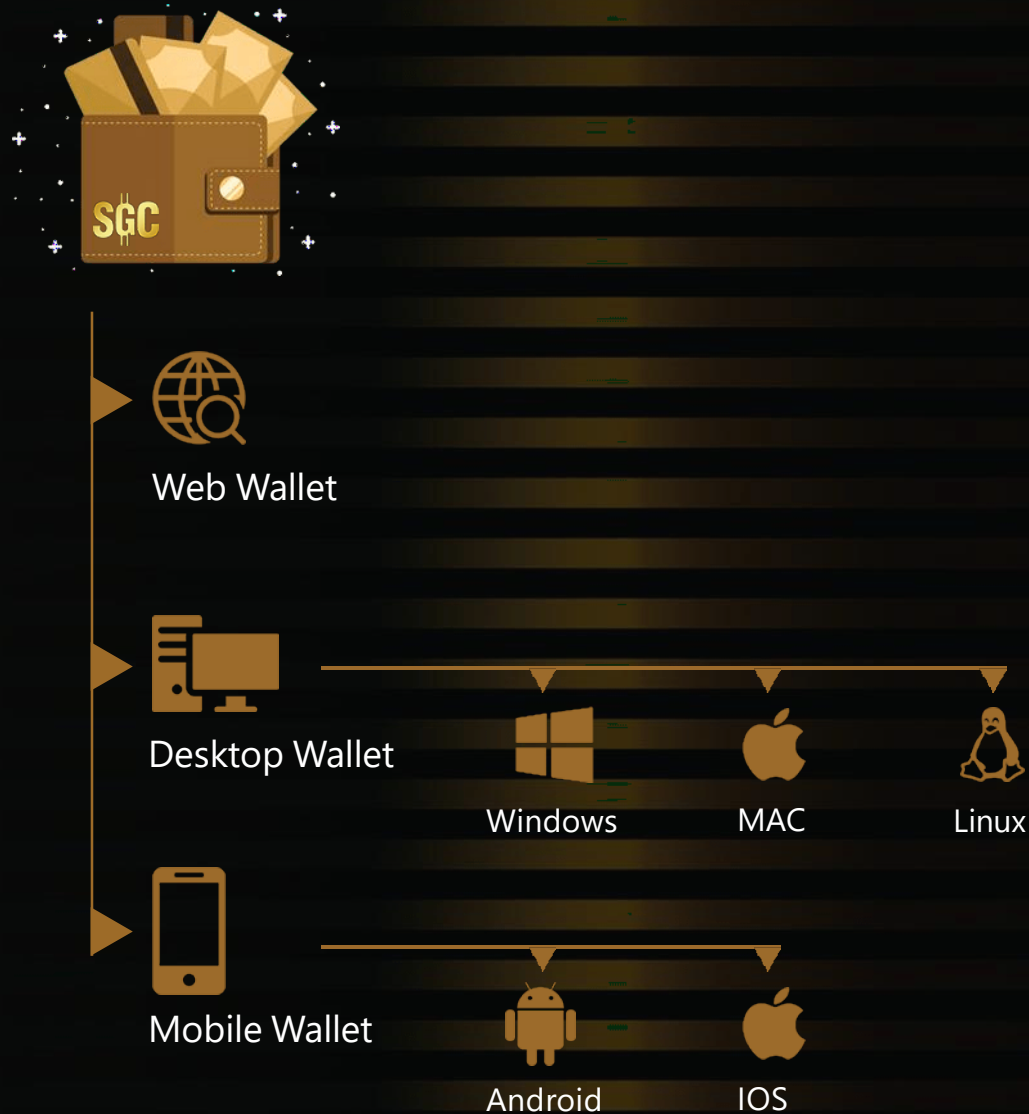 SGC
Web Wallet
Desktop Wallet
Windows MAC Linux
Mobile Wallet
Android IOS